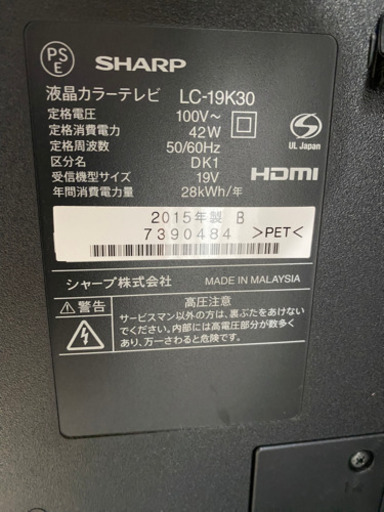 PS
E
SHARP
液晶カラーテレビ LC-19K30
定格電圧 100V~
定格消費電力 42W
定格周波数 50/60Hz
区分名 DK1
受信機型サイズ 19V
年間消費電力量 28kWh/年
S
UL Japan
HDMI
2015年製 B
7390484 >PET<
シャープ株式会社 MADE IN MALAYSIA
⚠警告
高圧注意
サービスマン以外の方は、裏ぶたをあけないで
ください。内部には高電圧部分が数多くあり、
万一さわると危険です。